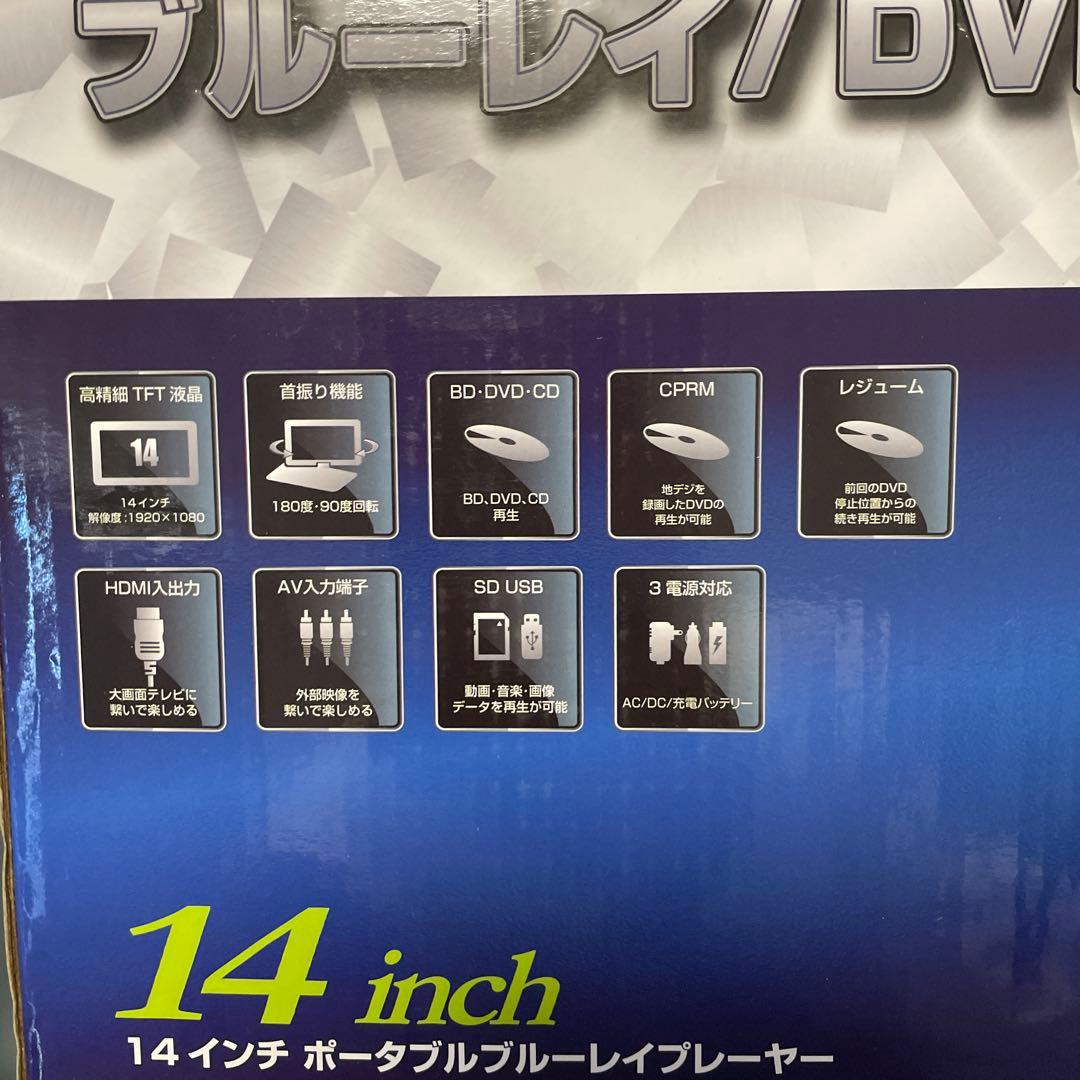 ブルーレイ/DV
高精細 TFT 液晶
14
14インチ
解像度:1920×1080
首振り機能
180度・90度回転
BD・DVD・CD
BD、DVD、CD
再生
CPRM
地デジを
録画したDVDの
再生が可能
レジューム
前回のDVD
停止位置からの
続き再生が可能
HDMI入出力
大画面テレビに
繋いで楽しめる
AV入力端子
外部映像を
繋いで楽しめる
SD USB
動画・音楽・画像
データを再生が可能
3電源対応
AC/DC/充電バッテリー
14 inch
14インチ ポータブルブルーレイプレーヤー